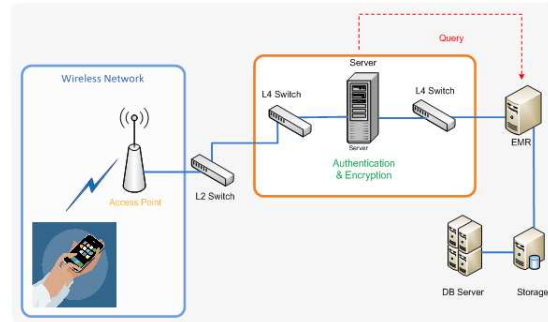 Query
Wireless Network
Server
L4 Switch
L4 Switch
Server
EMR
Authentication
& Encryption
L2 Switch
Access Point
DB Server
Storage